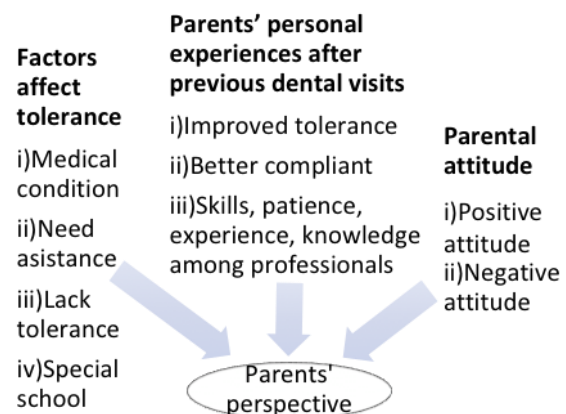 Factors
affect
tolerance
i)Medical
condition
ii)Need
asistance
iii)Lack
tolerance
iv)Special
school
Parents’ personal
experiences after
previous dental visits
i)Improved tolerance
ii)Better compliant
iii)Skills, patience,
experience, knowledge
among professionals
Parental
attitude
i)Positive
attitude
ii)Negative
attitude
Parents'
perspective